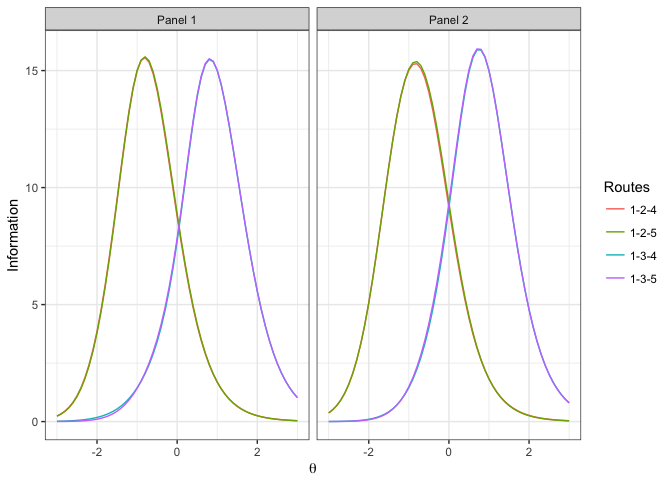 Panel 1
Panel 2
Information
15
10
5
0
-2
0
2
-2
0
2
θ
Routes
1-2-4
1-2-5
1-3-4
1-3-5